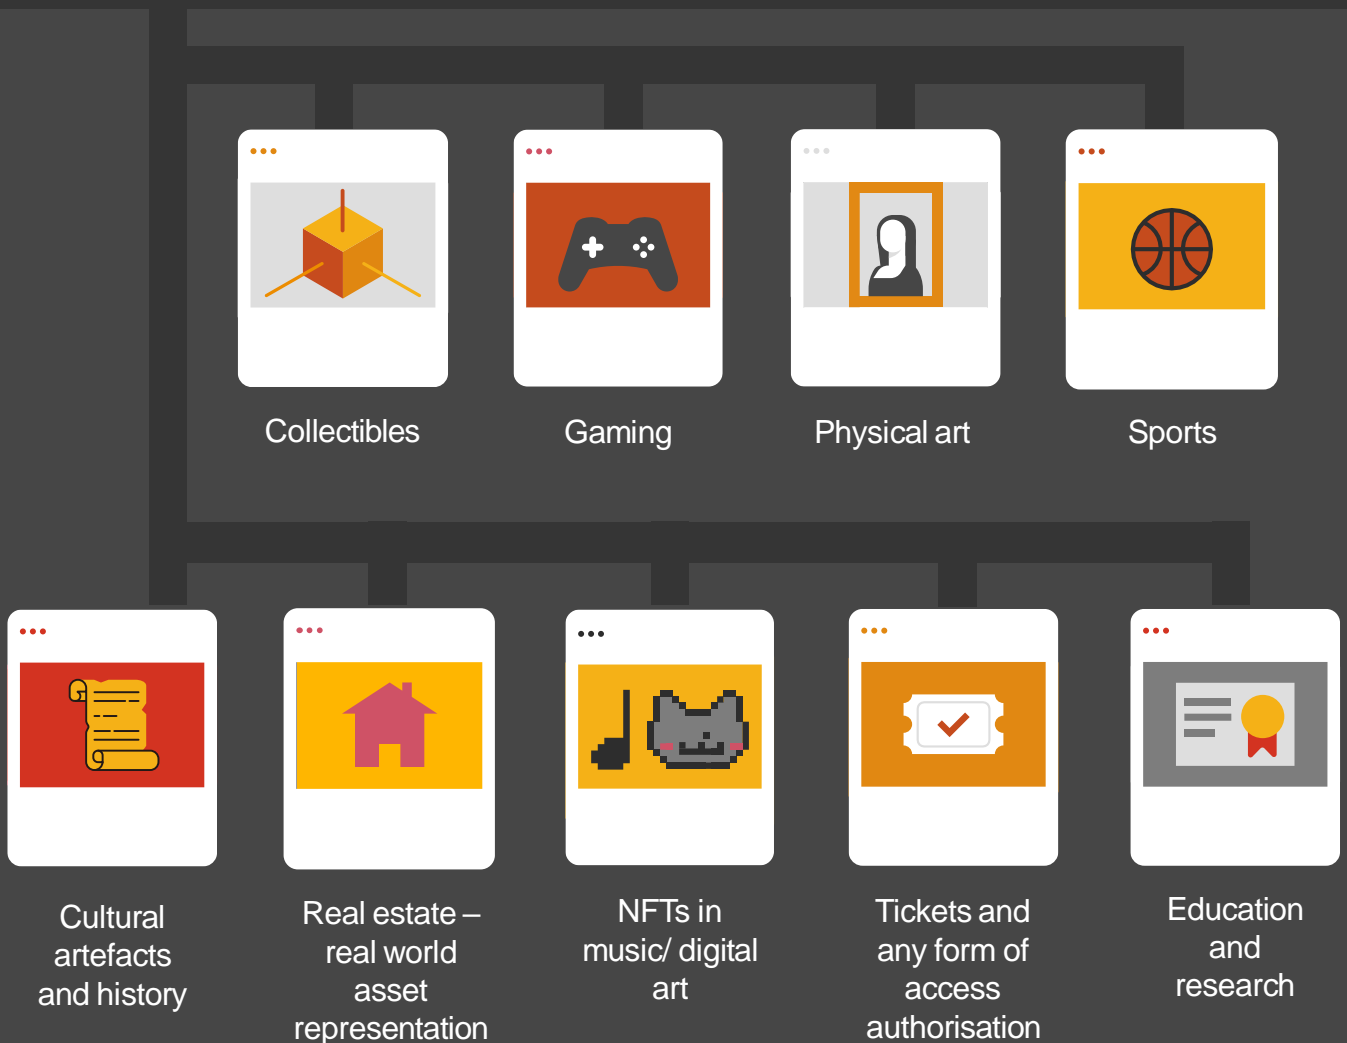 Collectibles
Gaming
Physical art
Sports
Cultural
artefacts
and history
Real estate –
real world
asset
representation
NFTs in
music/ digital
art
Tickets and
any form of
access
authorisation
Education
and
research